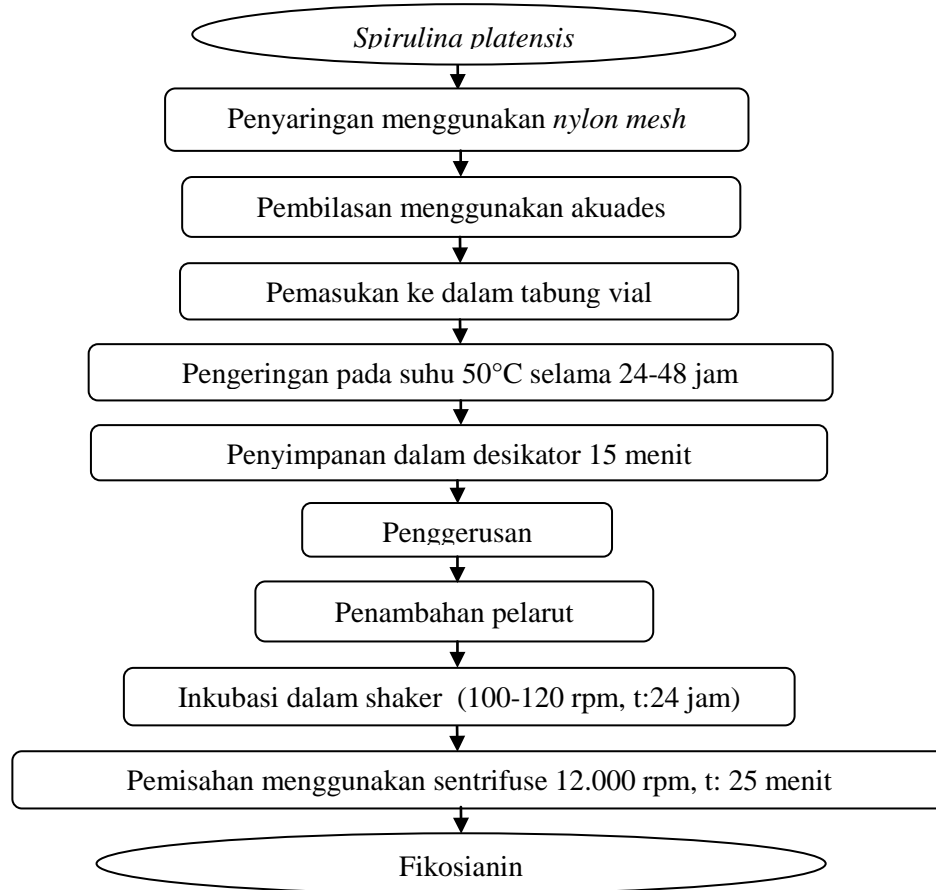 Spirulina platensis
Penyaringan menggunakan nylon mesh
Pembilasan menggunakan akuades
Pemasukan ke dalam tabung vial
Pengeringan pada suhu 50°C selama 24-48 jam
Penyimpanan dalam desikator 15 menit
Penggerusan
Penambahan pelarut
Inkubasi dalam shaker (100-120 rpm, t:24 jam)
Pemisahan menggunakan sentrifuse 12.000 rpm, t: 25 menit
Fikosianin